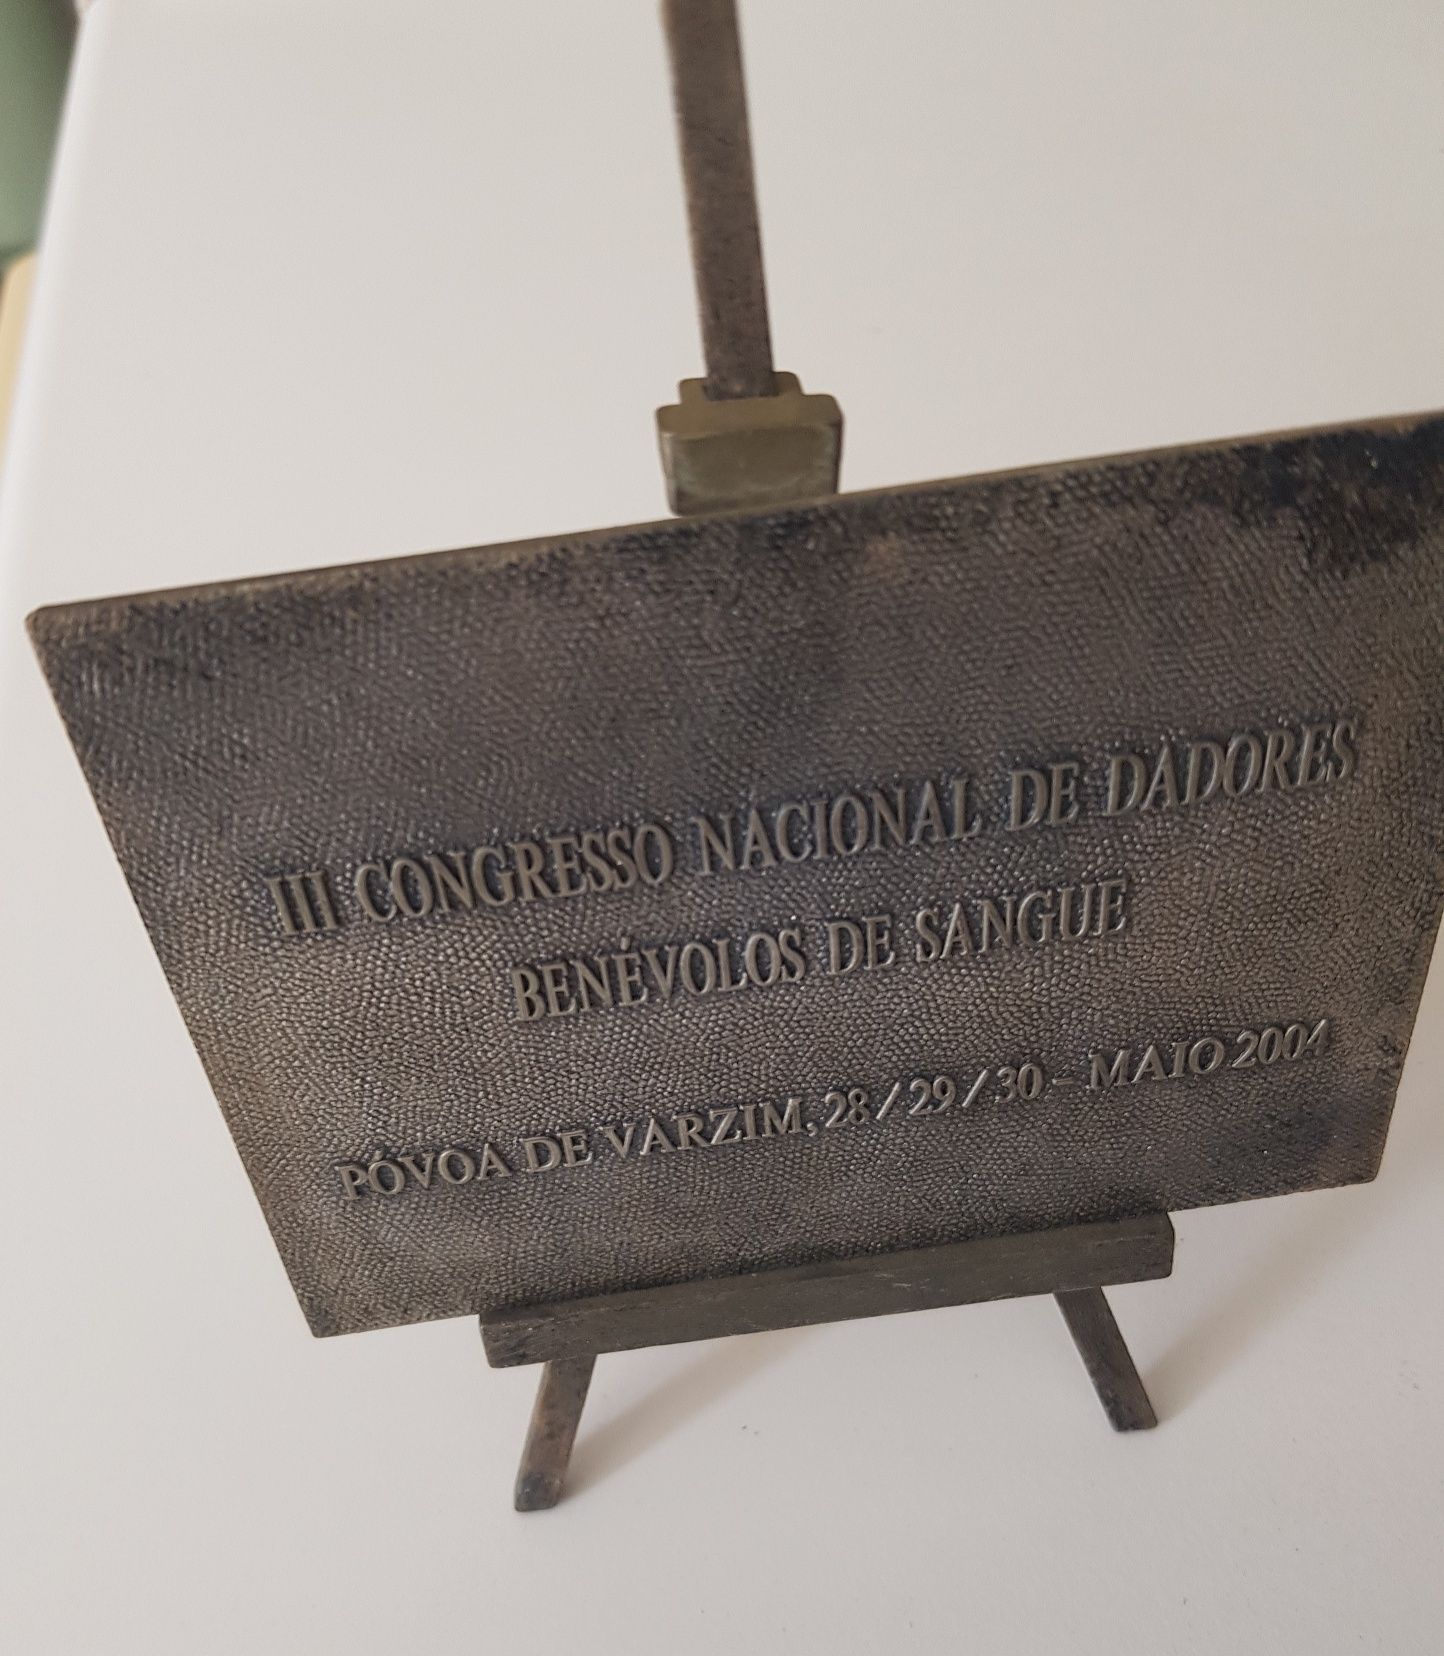 III CONGRESSO NACIONAL DE DADORES
BENÉVOLOS DE SANGUE
PÓVOA DE VARZIM, 28/29/30 - MAIO 2004